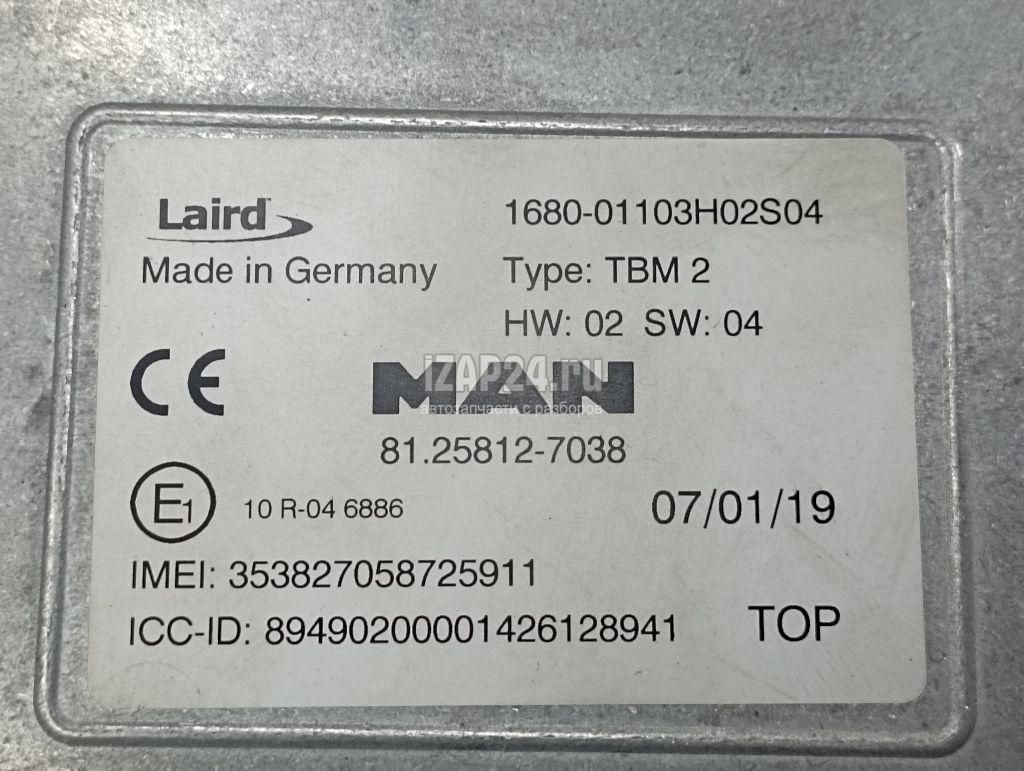 Laird
1680-01103H02S04
Made in Germany
Type: TBM 2
HW: 02 SW: 04
CE
MAN
iZAP24.ru
автозапчасти с разборов
81.25812-7038
E1
10 R-04 6886
07/01/19
IMEI: 353827058725911
ICC-ID: 89490200001426128941
TOP